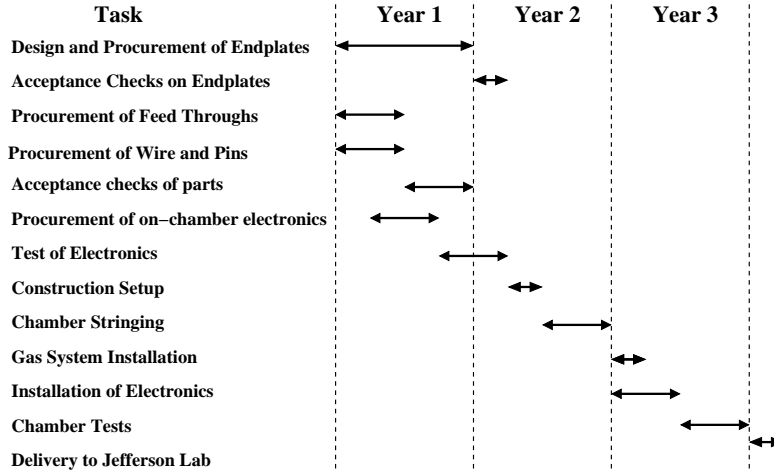 Task Year 1 Year 2 Year 3
Design and Procurement of Endplates
Acceptance Checks on Endplates
Procurement of Feed Throughs
Procurement of Wire and Pins
Acceptance checks of parts
Procurement of on−chamber electronics
Test of Electronics
Construction Setup
Chamber Stringing
Gas System Installation
Installation of Electronics
Chamber Tests
Delivery to Jefferson Lab